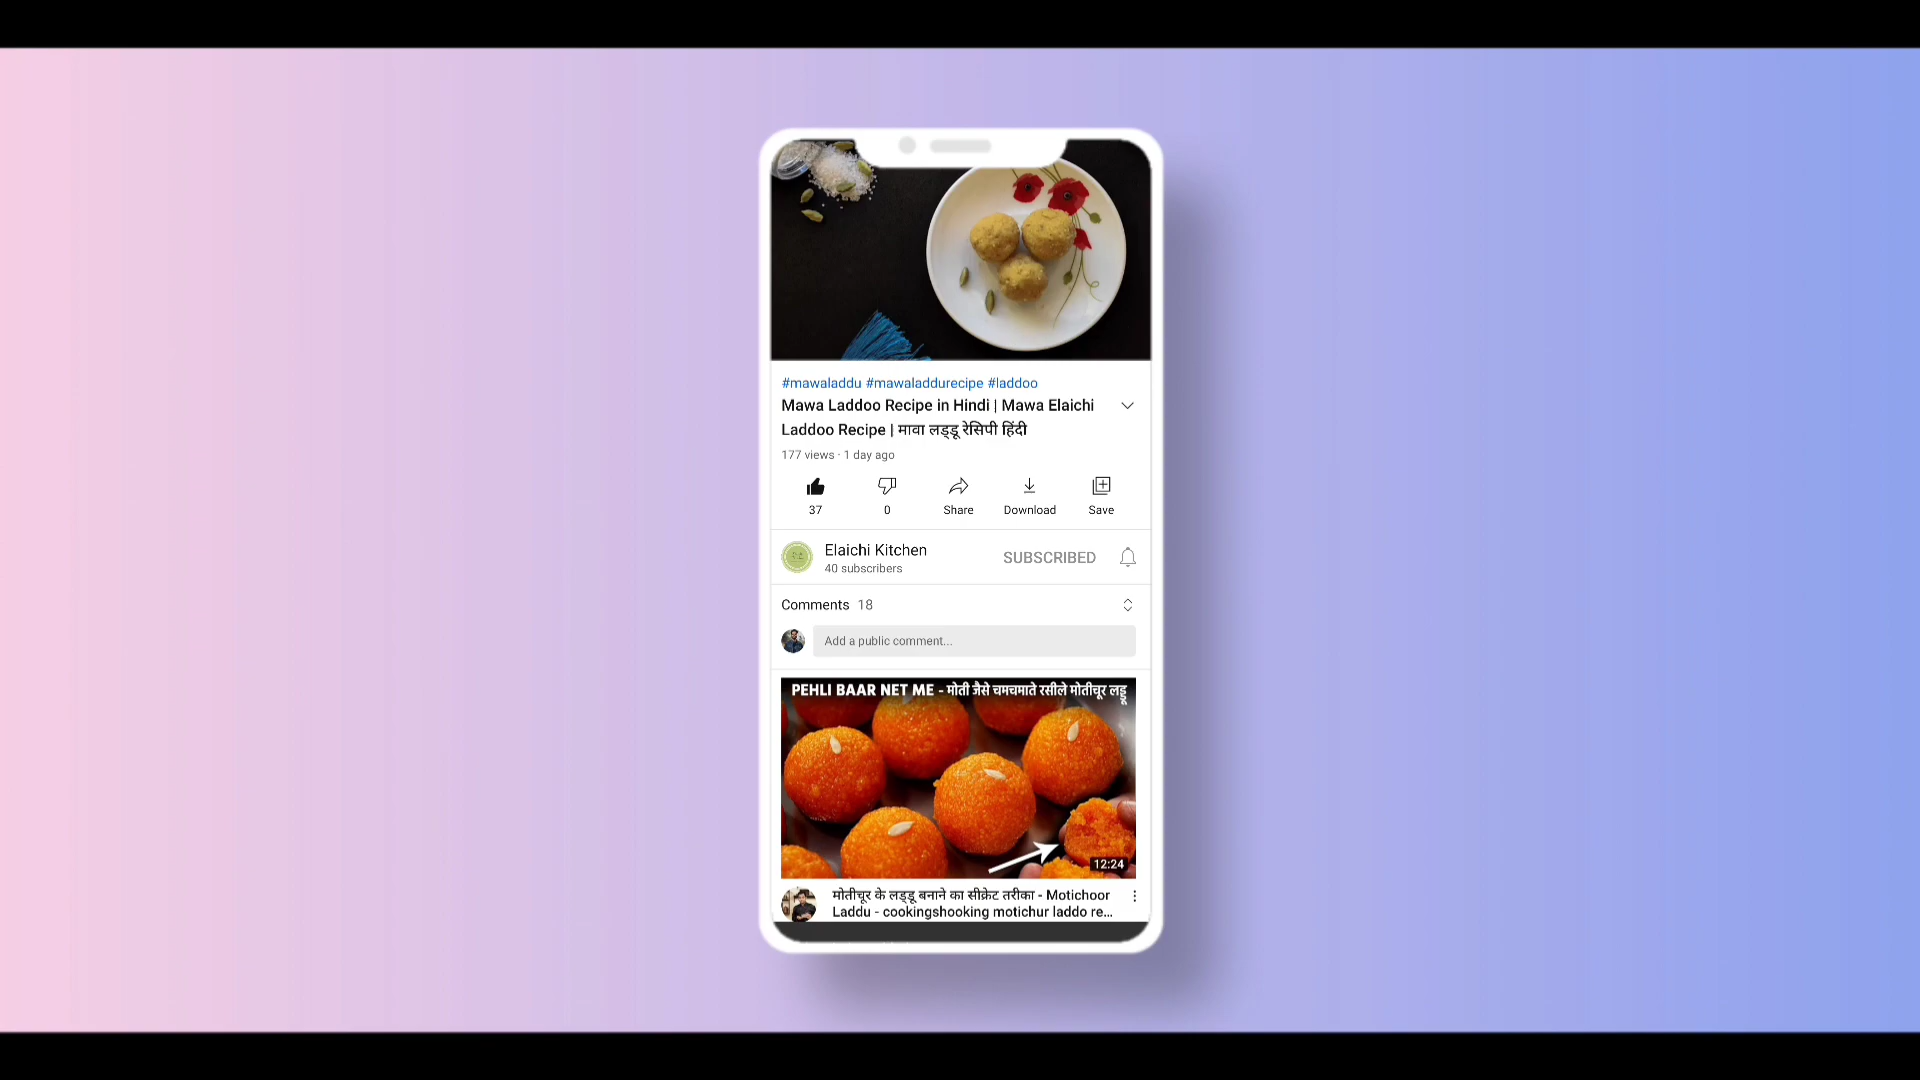 #mawaladdu #mawaladdurecipe #laddoo
Mawa Laddoo Recipe in Hindi | Mawa Elaichi
Laddoo Recipe | मावा लड्डू रेसिपी हिंदी
177 views · 1 day ago
37
0
Share
Download
Save
Elaichi Kitchen
40 subscribers
SUBSCRIBED
Comments 18
Add a public comment...
PEHLI BAAR NET ME - मोती जैसे चमचमाते रसीले मोतीचूर लड्डू
12:24
मोतीचूर के लड्डू बनाने का सीक्रेट तरीका - Motichoor
Laddu - cookingshooking motichur laddo re...